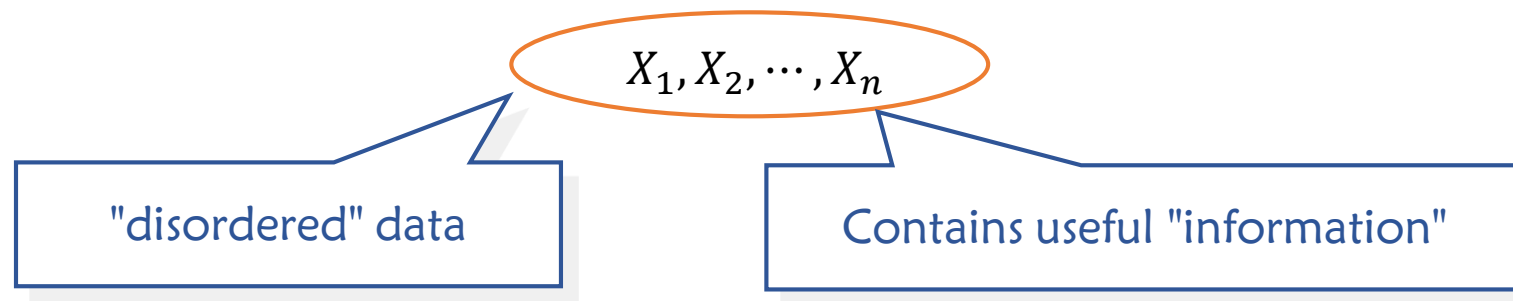 X₁, X₂, ⋯, Xₙ
"disordered" data
Contains useful "information"